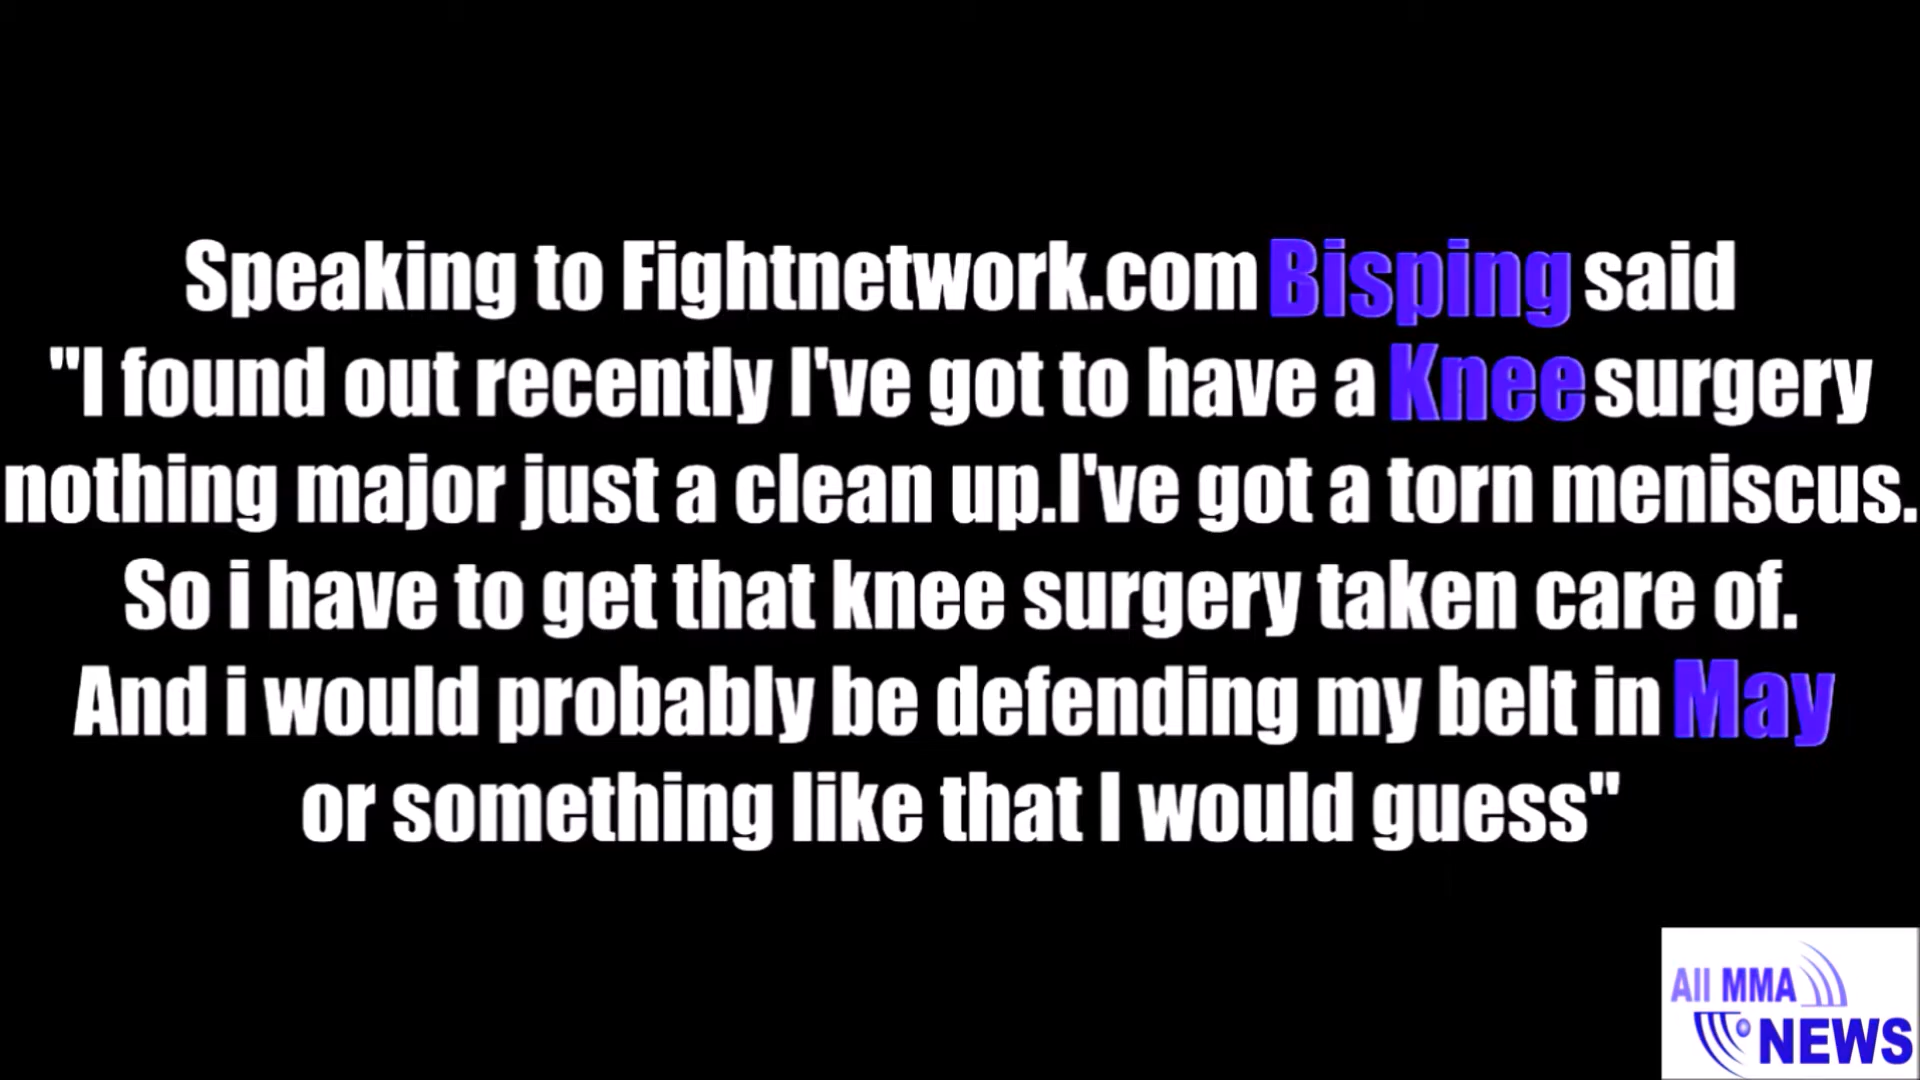 Speaking to Fightnetwork.com Bisping said
"I found out recently I've got to have a Knee surgery
nothing major just a clean up.I've got a torn meniscus.
So i have to get that knee surgery taken care of.
And i would probably be defending my belt in May
or something like that I would guess"
All MMA
NEWS